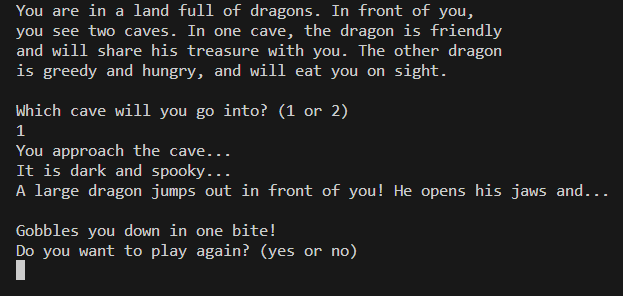 You are in a land full of dragons. In front of you,
you see two caves. In one cave, the dragon is friendly
and will share his treasure with you. The other dragon
is greedy and hungry, and will eat you on sight.
Which cave will you go into? (1 or 2)
1
You approach the cave...
It is dark and spooky...
A large dragon jumps out in front of you! He opens his jaws and...
Gobbles you down in one bite!
Do you want to play again? (yes or no)